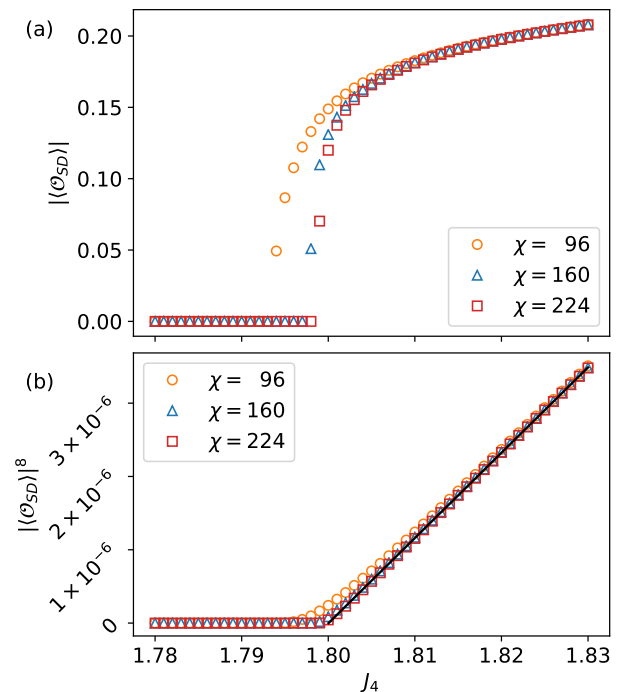 (a)
|⟨𝒪_SD⟩|
0.20
0.15
0.10
0.05
0.00
χ = 96
χ = 160
χ = 224
(b)
|⟨𝒪_SD⟩|⁸
3 × 10⁻⁶
2 × 10⁻⁶
1 × 10⁻⁶
0
χ = 96
χ = 160
χ = 224
1.78 1.79 1.80 1.81 1.82 1.83
J₄